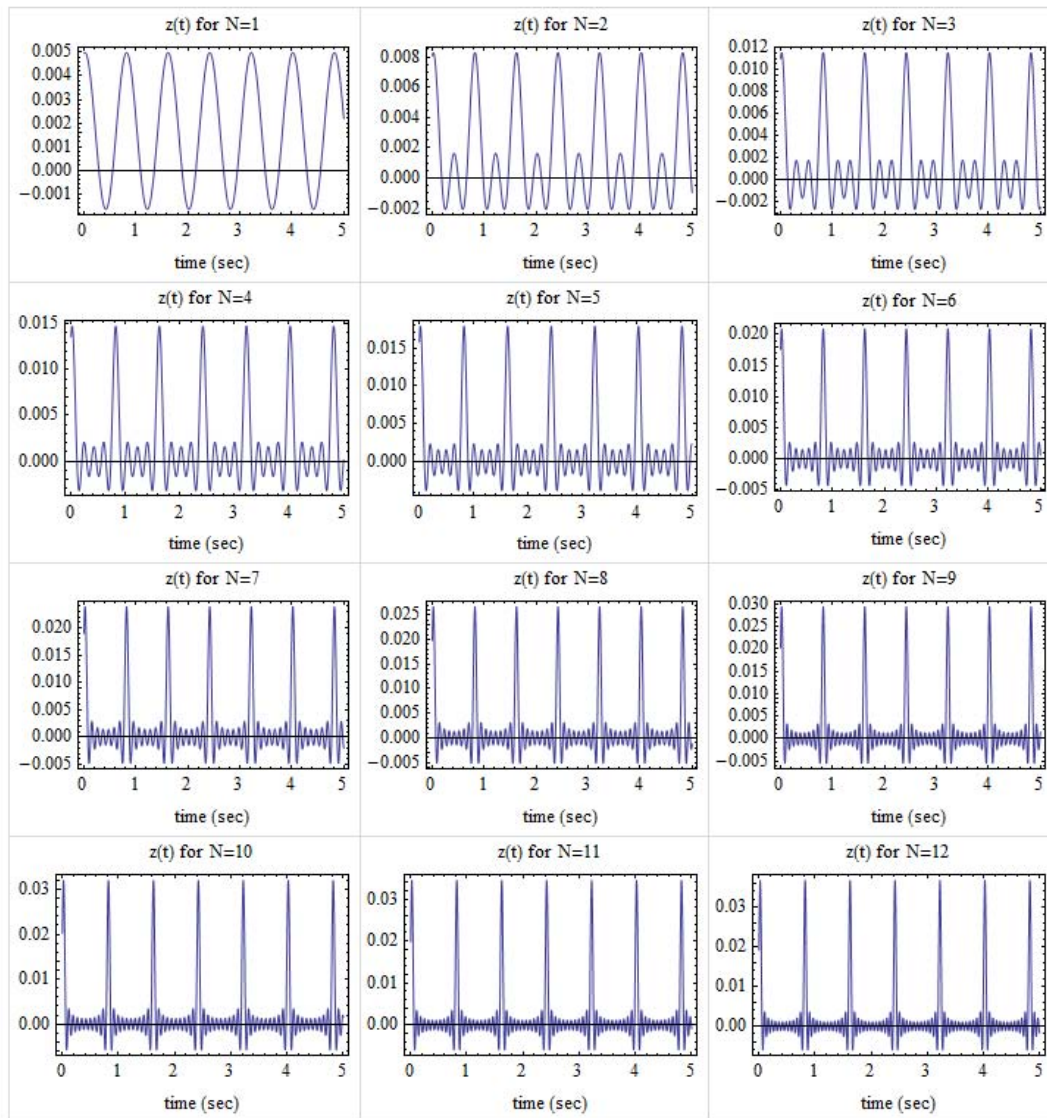 z(t) for N=1
0.005
0.004
0.003
0.002
0.001
0.000
−0.001
0 1 2 3 4 5
time (sec)
z(t) for N=2
0.008
0.006
0.004
0.002
0.000
−0.002
0 1 2 3 4 5
time (sec)
z(t) for N=3
0.012
0.010
0.008
0.006
0.004
0.002
0.000
−0.002
0 1 2 3 4 5
time (sec)
z(t) for N=4
0.015
0.010
0.005
0.000
0 1 2 3 4 5
time (sec)
z(t) for N=5
0.015
0.010
0.005
0.000
0 1 2 3 4 5
time (sec)
z(t) for N=6
0.020
0.015
0.010
0.005
0.000
−0.005
0 1 2 3 4 5
time (sec)
z(t) for N=7
0.020
0.015
0.010
0.005
0.000
−0.005
0 1 2 3 4 5
time (sec)
z(t) for N=8
0.025
0.020
0.015
0.010
0.005
0.000
−0.005
0 1 2 3 4 5
time (sec)
z(t) for N=9
0.030
0.025
0.020
0.015
0.010
0.005
0.000
−0.005
0 1 2 3 4 5
time (sec)
z(t) for N=10
0.03
0.02
0.01
0.00
0 1 2 3 4 5
time (sec)
z(t) for N=11
0.03
0.02
0.01
0.00
0 1 2 3 4 5
time (sec)
z(t) for N=12
0.03
0.02
0.01
0.00
0 1 2 3 4 5
time (sec)